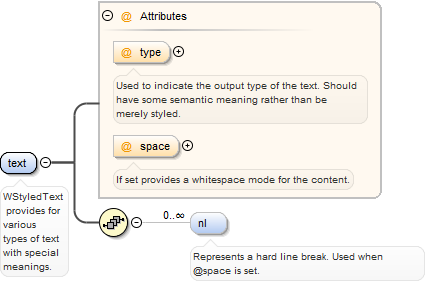 @ Attributes
@ type
Used to indicate the output type of the text. Should
have some semantic meaning rather than be
merely styled.
@ space
If set provides a whitespace mode for the content.
text
WStyledText
provides for
various
types of text
with special
meanings.
0..∞
nl
Represents a hard line break. Used when
@space is set.